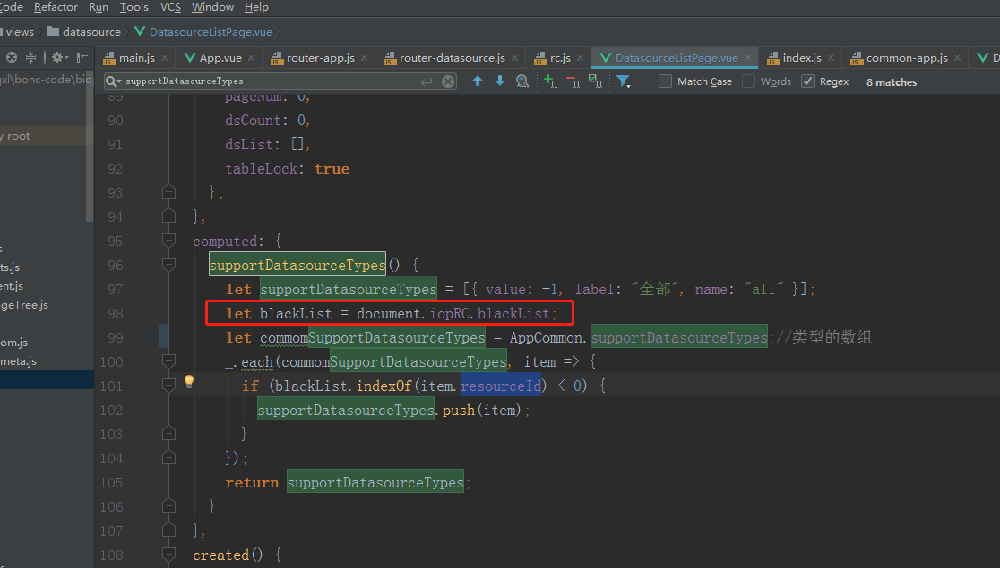 Code Refactor Run Tools VCS Window Help
views datasource DatasourceListPage.vue
main.js App.vue router-app.js router-datasource.js rc.js DatasourceListPage.vue index.js common-app.js D
gxl\bonc-code\biop
supportDatasourceTypes Match Case Words Regex 8 matches
89 pageNum: 0,
90 dsCount: 0,
91 dsList: [],
y root
92 tableLock: true
93 };
94 },
95 computed: {
s
96 supportDatasourceTypes() {
ts.js
97 let supportDatasourceTypes = [{ value: -1, label: "全部", name: "all" }];
ent.js
geTree.js
98 let blackList = document.iopRC.blackList;
99 let commomSupportDatasourceTypes = AppCommon.supportDatasourceTypes;//类型的数组
om.js
100 _.each(commomSupportDatasourceTypes, item => {
meta.js
101 if (blackList.indexOf(item.resourceId) < 0) {
102 supportDatasourceTypes.push(item);
103 }
104 });
105 return supportDatasourceTypes;
106 }
107 },
108 created() {